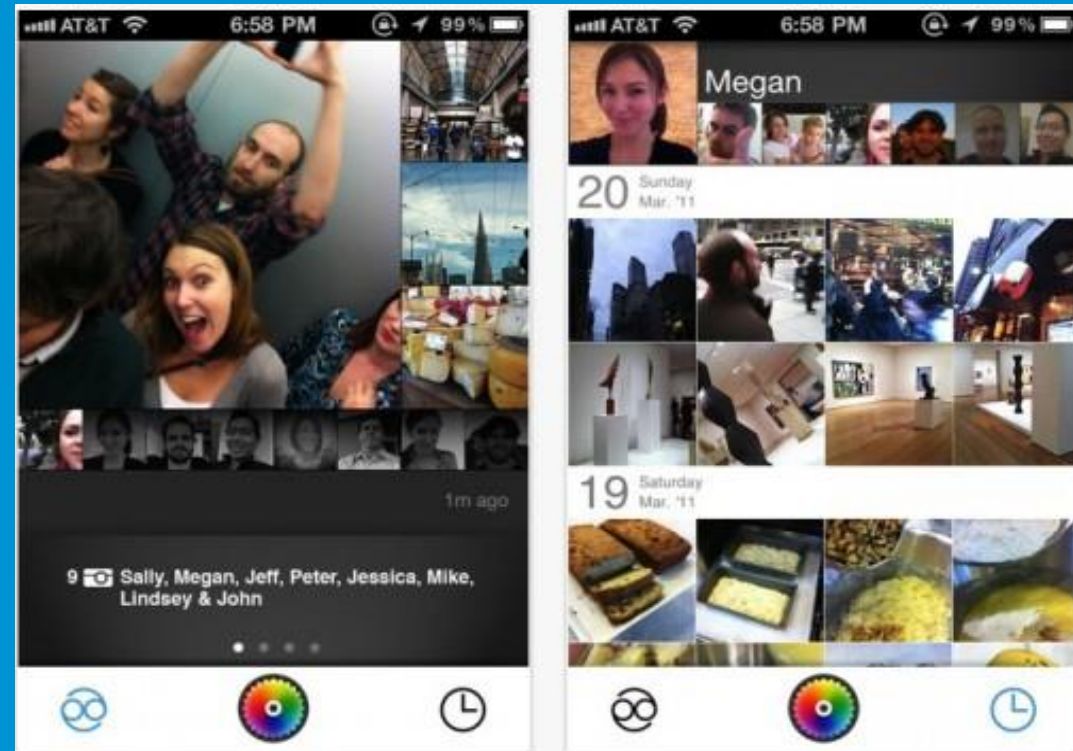 AT&T 6:58 PM 99%
1m ago
9 Sally, Megan, Jeff, Peter, Jessica, Mike,
Lindsey & John
AT&T 6:58 PM 99%
Megan
20 Sunday
Mar. '11
19 Saturday
Mar. '11